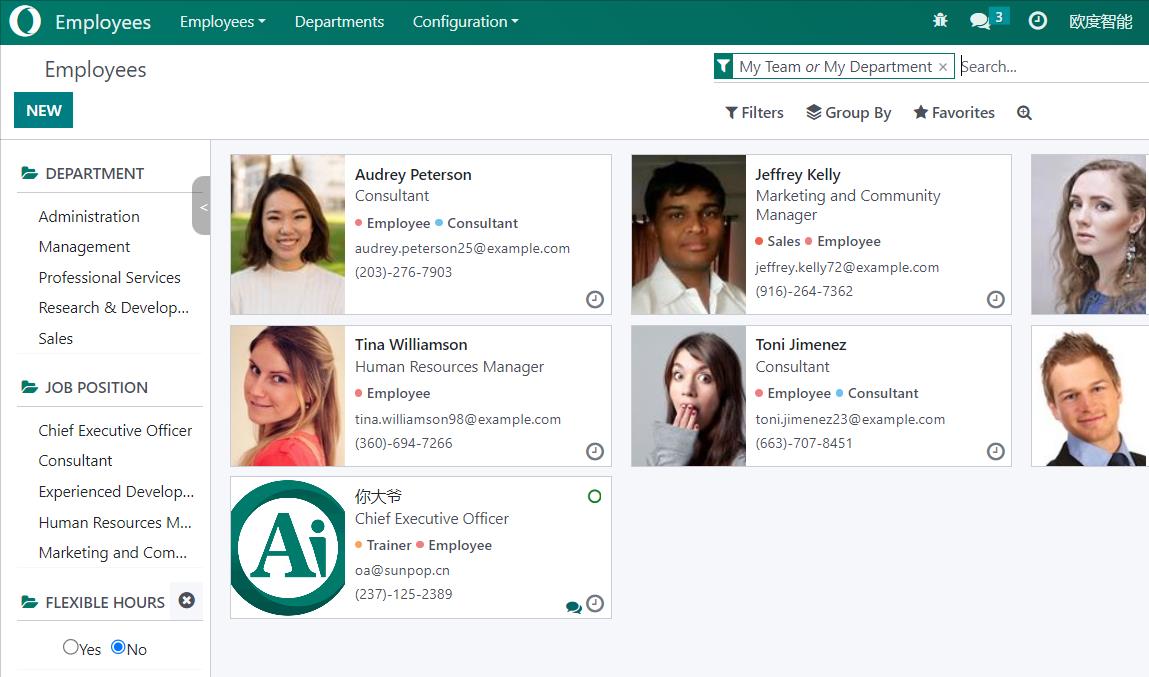 Employees Employees Departments Configuration 3 欧度智能
Employees My Team or My Department × Search...
NEW Filters Group By Favorites
DEPARTMENT
Administration
Management
Professional Services
Research & Develop...
Sales
JOB POSITION
Chief Executive Officer
Consultant
Experienced Develop...
Human Resources M...
Marketing and Com...
FLEXIBLE HOURS
Yes No
<
Audrey Peterson
Consultant
Employee Consultant
audrey.peterson25@example.com
(203)-276-7903
Jeffrey Kelly
Marketing and Community
Manager
Sales Employee
jeffrey.kelly72@example.com
(916)-264-7362
Tina Williamson
Human Resources Manager
Employee
tina.williamson98@example.com
(360)-694-7266
Toni Jimenez
Consultant
Employee Consultant
toni.jimenez23@example.com
(663)-707-8451
Ai
你大爷
Chief Executive Officer
Trainer Employee
oa@sunpop.cn
(237)-125-2389